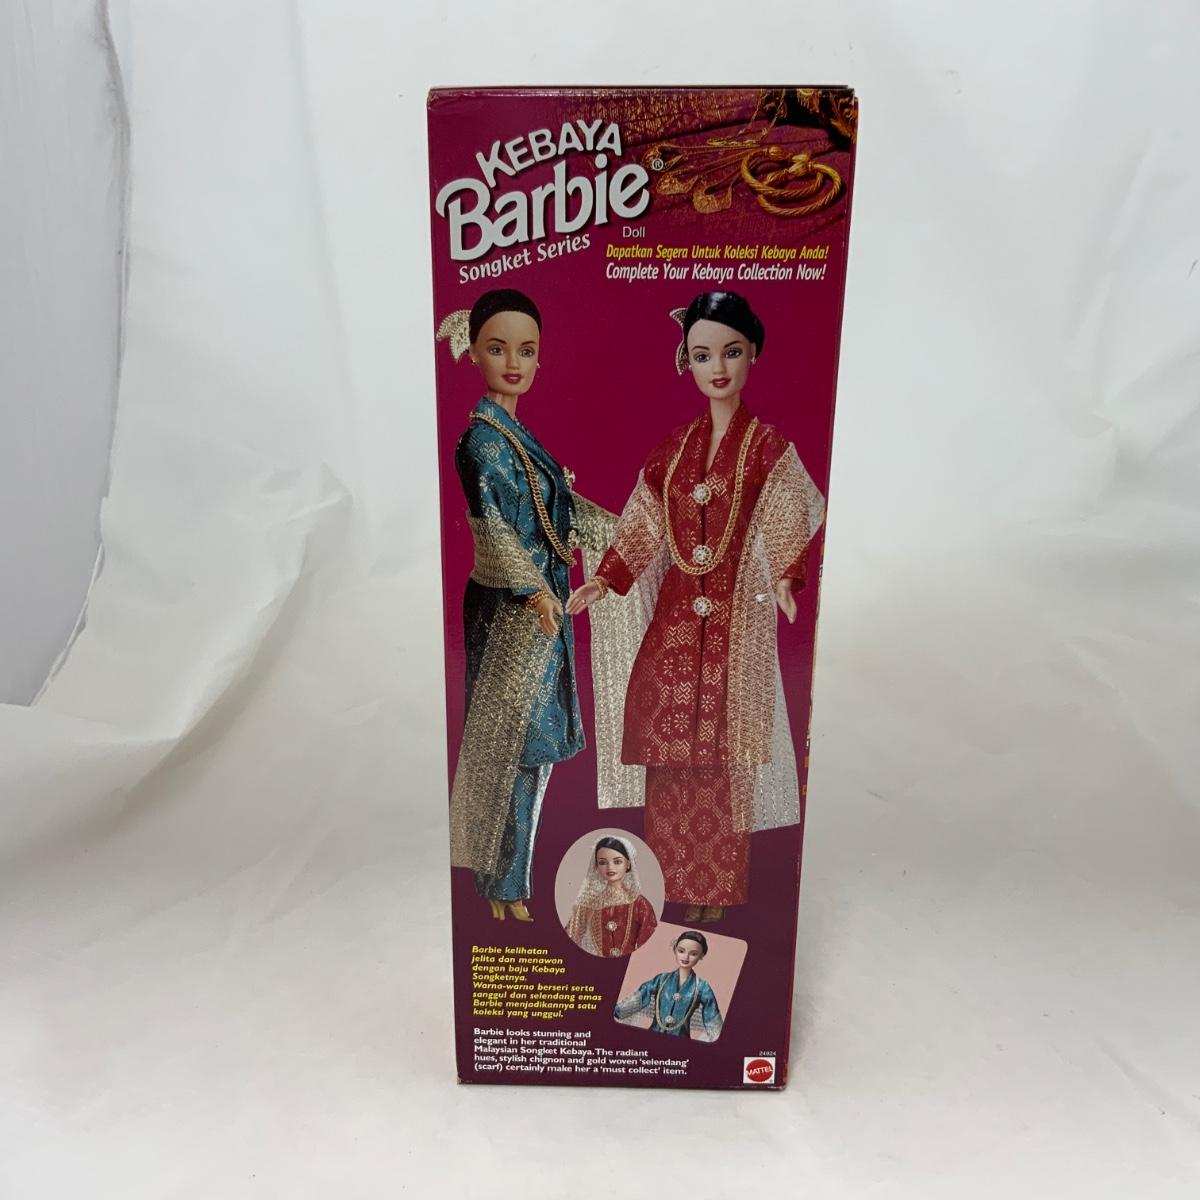 KEBAYA
Barbie®
Doll
Songket Series
Dapatkan Segera Untuk Koleksi Kebaya Anda!
Complete Your Kebaya Collection Now!
Barbie kelihatan
jelita dan menawan
dengan baju Kebaya
Songketnya.
Warna-warna berseri serta
sanggul dan selendang emas
Barbie menjadikannya satu
koleksi yang unggul.
Barbie looks stunning and
elegant in her traditional
Malaysian Songket Kebaya. The radiant
hues, stylish chignon and gold woven 'selendang'
(scarf) certainly make her a 'must collect' item.
24924
MATTEL